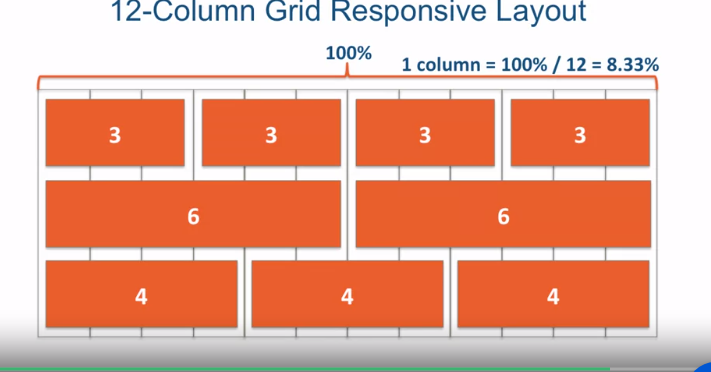 12-Column Grid Responsive Layout
100%
1 column = 100% / 12 = 8.33%
3 3 3 3
6 6
4 4 4